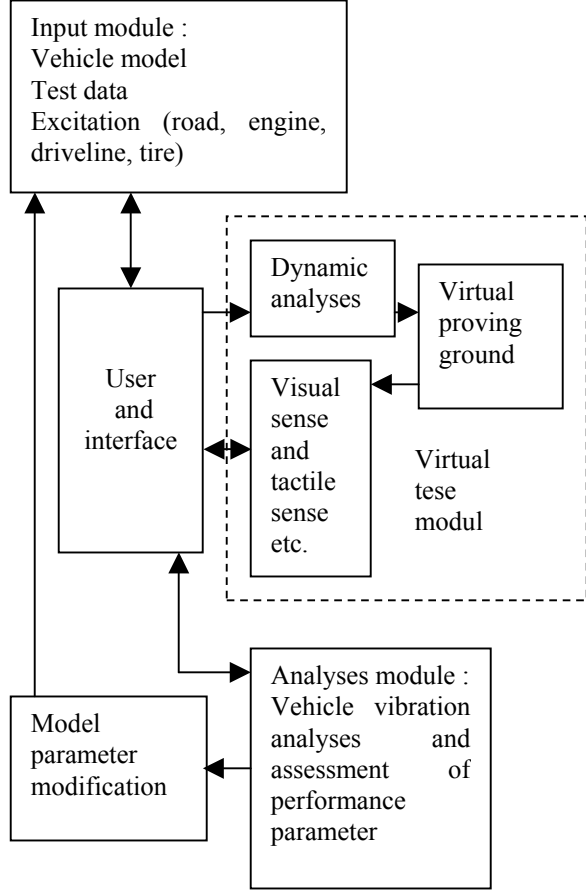 Input module :
Vehicle model
Test data
Excitation (road, engine,
driveline, tire)
Dynamic
analyses
Virtual
proving
ground
User
and
interface
Visual
sense
and
tactile
sense
etc.
Virtual
tese
modul
Analyses module :
Vehicle vibration
analyses and
assessment of
performance
parameter
Model
parameter
modification